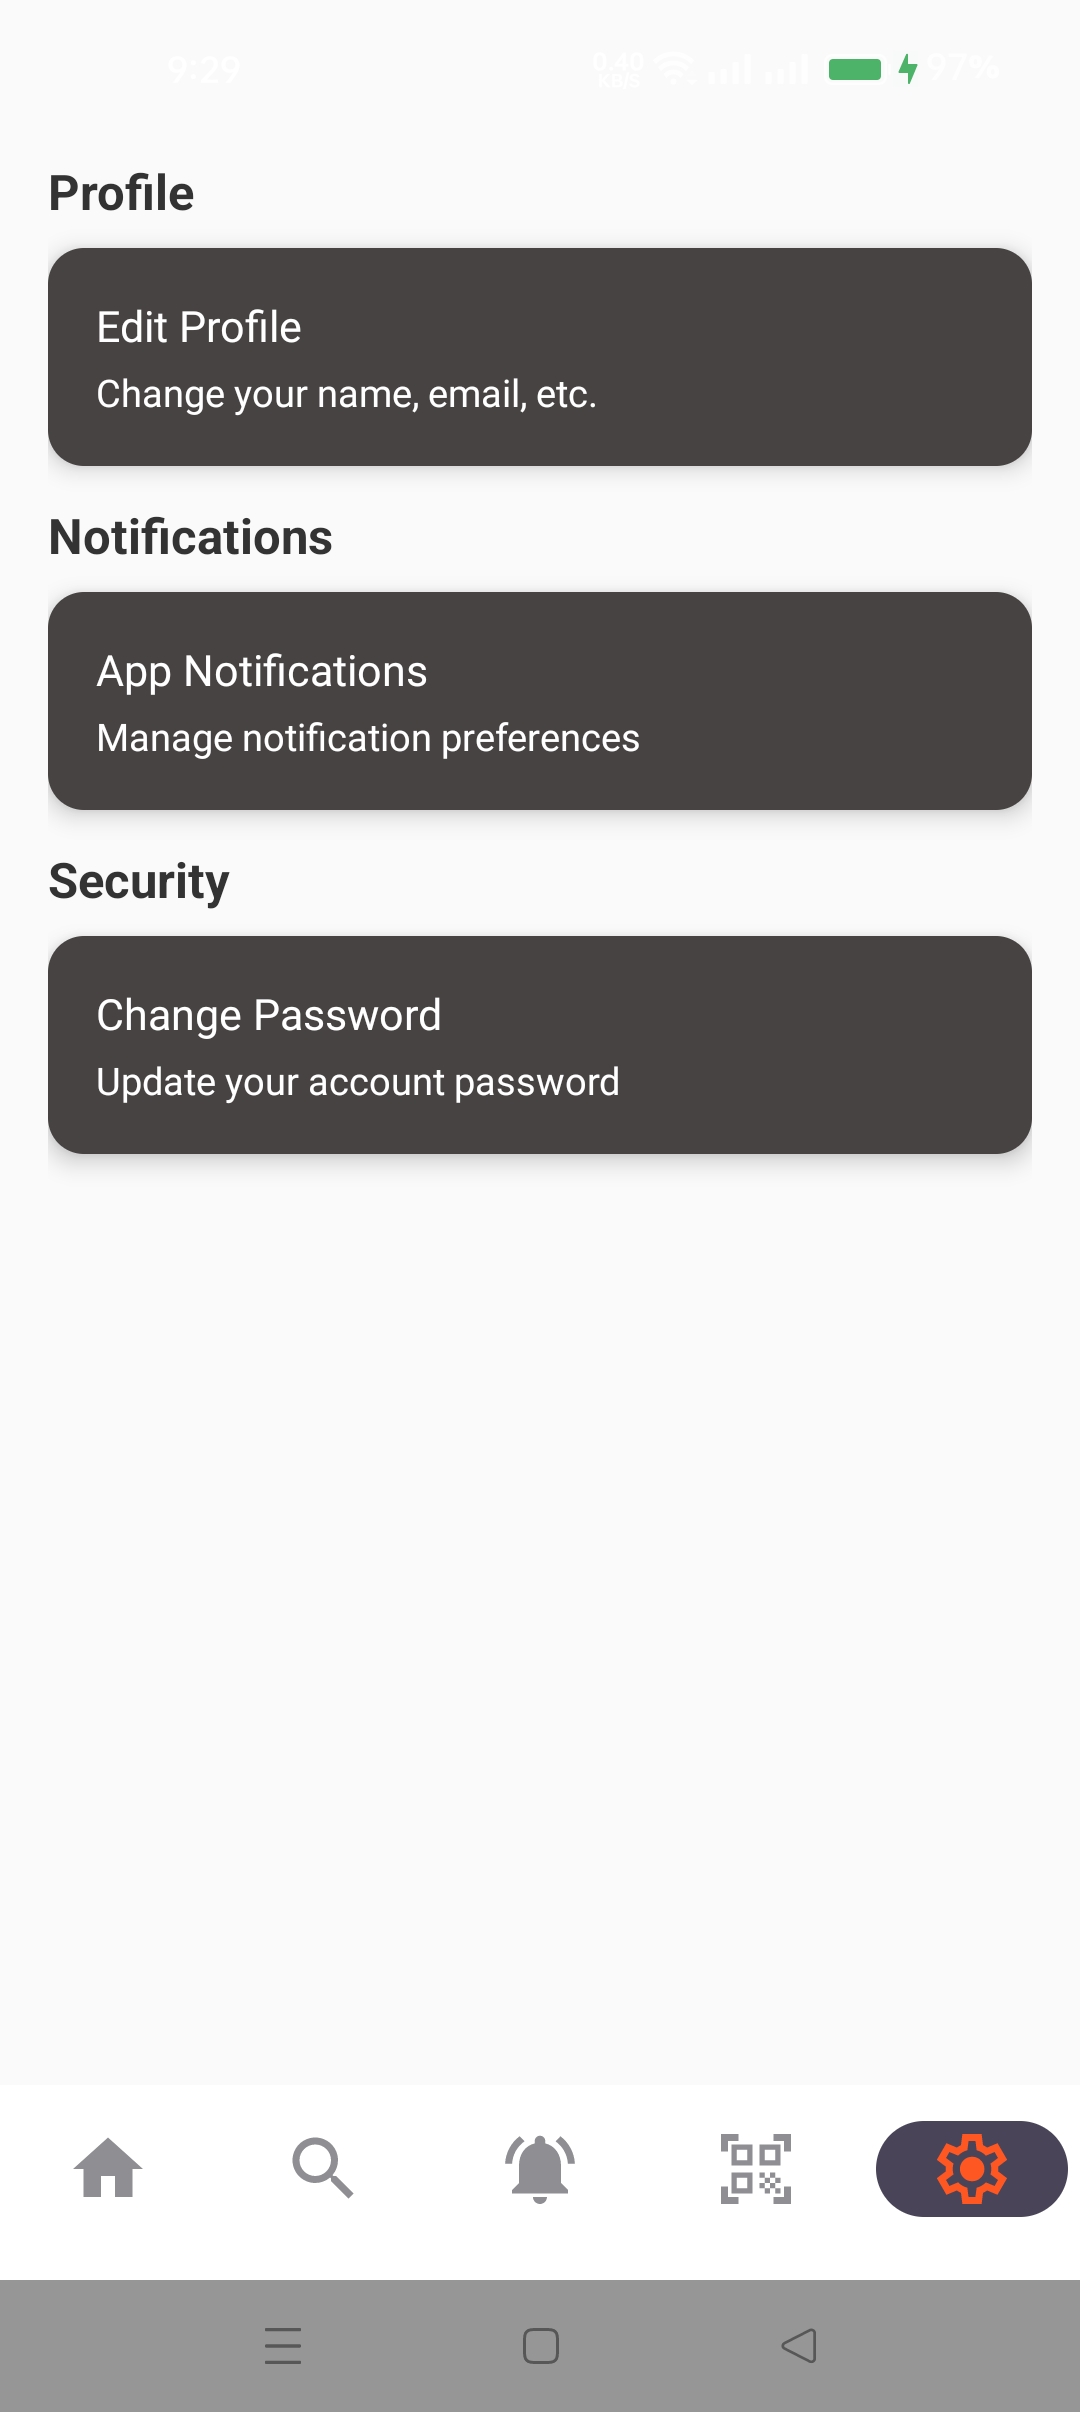 9:29
0.40
KB/S
97%
Profile
Edit Profile
Change your name, email, etc.
Notifications
App Notifications
Manage notification preferences
Security
Change Password
Update your account password